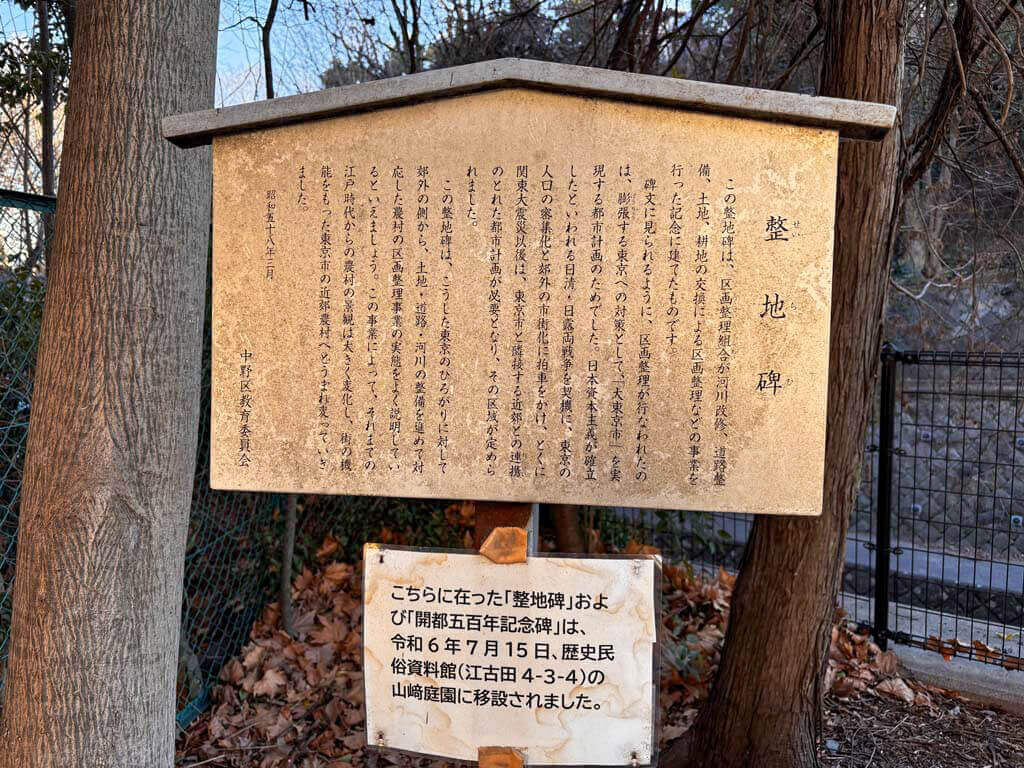 整地碑
せいちひ
この整地碑は、区画整理組合が河川改修、道路整
備、土地、耕地の交換による区画整理などの事業を
行った記念に建てたものです。
碑文に見られるように、区画整理が行なわれたの
は、膨張する東京への対策として、「大東京市」を実
現する都市計画のためでした。日本資本主義が確立
したといわれる日清・日露両戦争を契機に、東京の
人口の密集化と郊外の市街化に拍車をかけ、とくに
関東大震災以後は、東京市と隣接する近郊との連携
のとれた都市計画が必要となり、その区域が定めら
れました。
この整地碑は、こうした東京のひろがりに対して
郊外の側から、土地・道路・河川の整備を進めて対
応した農村の区画整理事業の実態をよく説明してい
るといえましょう。この事業によって、それまでの
江戸時代からの農村の景観は大きく変化し、街の機
能をもった東京市の近郊農村へとうまれ変っていき
ました。
昭和五十八年二月
中野区教育委員会
こちらに在った「整地碑」およ
び「開都五百年記念碑」は、
令和6年7月15日、歴史民
俗資料館(江古田4-3-4)の
山﨑庭園に移設されました。